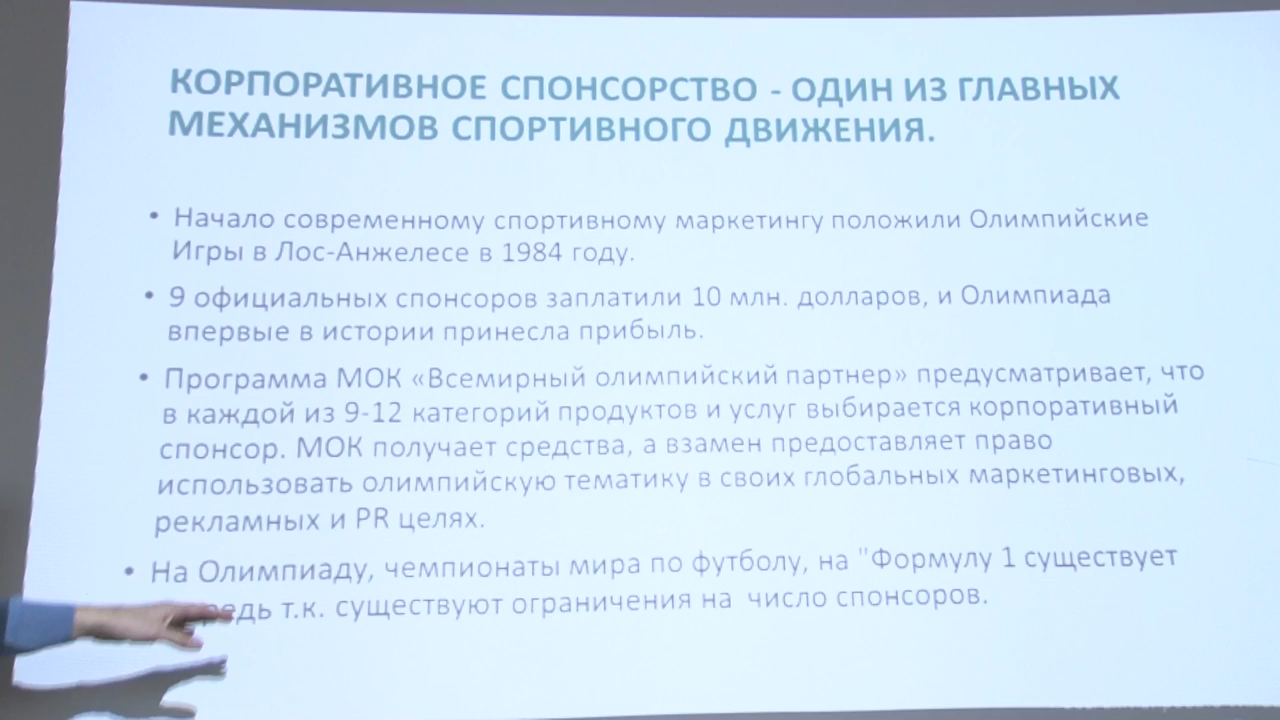 КОРПОРАТИВНОЕ СПОНСОРСТВО - ОДИН ИЗ ГЛАВНЫХ
МЕХАНИЗМОВ СПОРТИВНОГО ДВИЖЕНИЯ.
• Начало современному спортивному маркетингу положили Олимпийские
Игры в Лос-Анжелесе в 1984 году.
• 9 официальных спонсоров заплатили 10 млн. долларов, и Олимпиада
впервые в истории принесла прибыль.
• Программа МОК «Всемирный олимпийский партнер» предусматривает, что
в каждой из 9-12 категорий продуктов и услуг выбирается корпоративный
спонсор. МОК получает средства, а взамен предоставляет право
использовать олимпийскую тематику в своих глобальных маркетинговых,
рекламных и PR целях.
• На Олимпиаду, чемпионаты мира по футболу, на "Формулу 1 существует
т.к. существуют ограничения на число спонсоров.